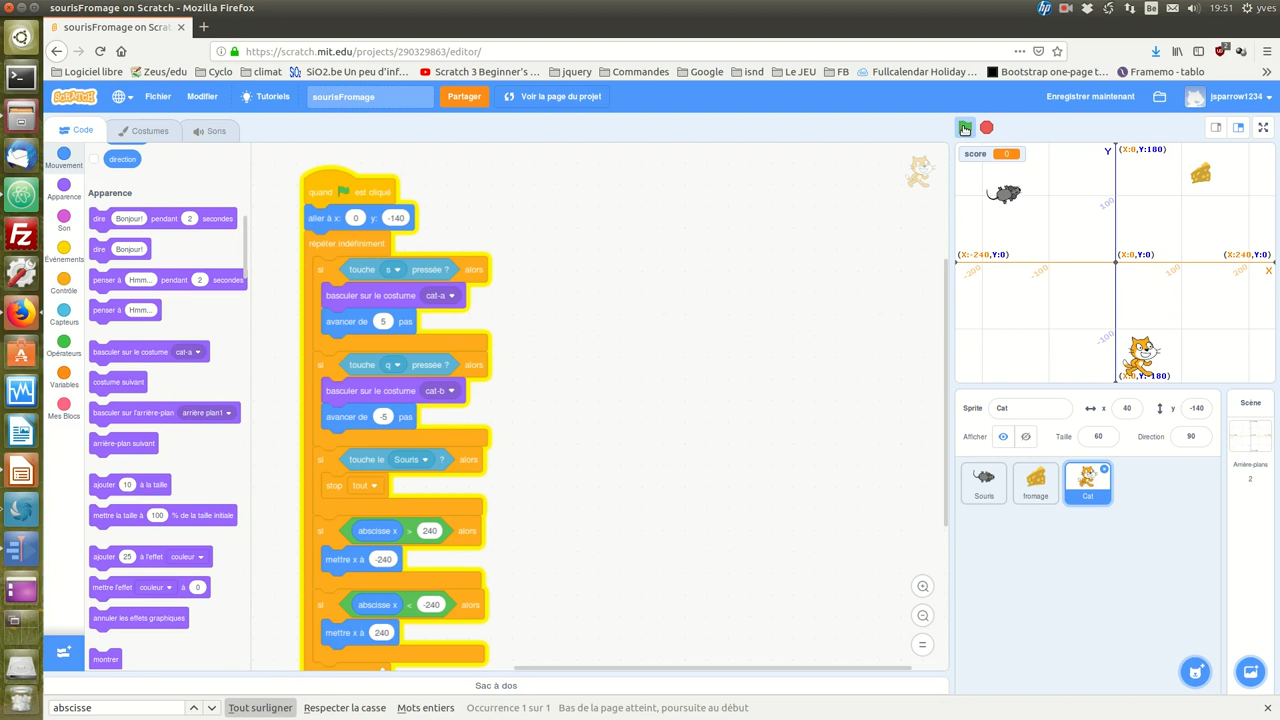 sourisFromage on Scratch - Mozilla Firefox
Be
19:51
yves
sourisFromage on Scrat
https://scratch.mit.edu/projects/290329863/editor/
Logiciel libre
Zeus/edu
Cyclo
climat
SiO2.be Un peu d'inf…
Scratch 3 Beginner's …
jquery
Commandes
Google
isnd
Le JEU
FB
Fullcalendar Holiday …
Bootstrap one-page t…
Framemo - tablo
SCRATCH
Fichier
Modifier
Tutoriels
sourisFromage
Partager
Voir la page du projet
Enregistrer maintenant
jsparrow1234
Code
Costumes
Sons
Mouvement
Apparence
Son
Événements
Contrôle
Capteurs
Opérateurs
Variables
Mes Blocs
direction
Apparence
dire Bonjour! pendant 2 secondes
dire Bonjour!
penser à Hmm... pendant 2 secondes
penser à Hmm...
basculer sur le costume cat-a
costume suivant
basculer sur l'arrière-plan arrière plan1
arrière-plan suivant
ajouter 10 à la taille
mettre la taille à 100 % de la taille initiale
ajouter 25 à l'effet couleur
mettre l'effet couleur à 0
annuler les effets graphiques
montrer
quand est cliqué
aller à x: 0 y: -140
répéter indéfiniment
si touche s pressée ? alors
basculer sur le costume cat-a
avancer de 5 pas
si touche q pressée ? alors
basculer sur le costume cat-b
avancer de -5 pas
si touche le Souris ? alors
stop tout
si abscisse x > 240 alors
mettre x à -240
si abscisse x < -240 alors
mettre x à 240
Sac à dos
score 0
Y
(X:0,Y:180)
100
(X:-240,Y:0)
(X:0,Y:0)
(X:240,Y:0)
-200
-100
100
200
X
-100
Sprite
Cat
x
40
y
-140
Afficher
Taille
60
Direction
90
Souris
fromage
Cat
Scène
Arrière-plans
2
abscisse
Tout surligner
Respecter la casse
Mots entiers
Occurrence 1 sur 1
Bas de la page atteint, poursuite au début